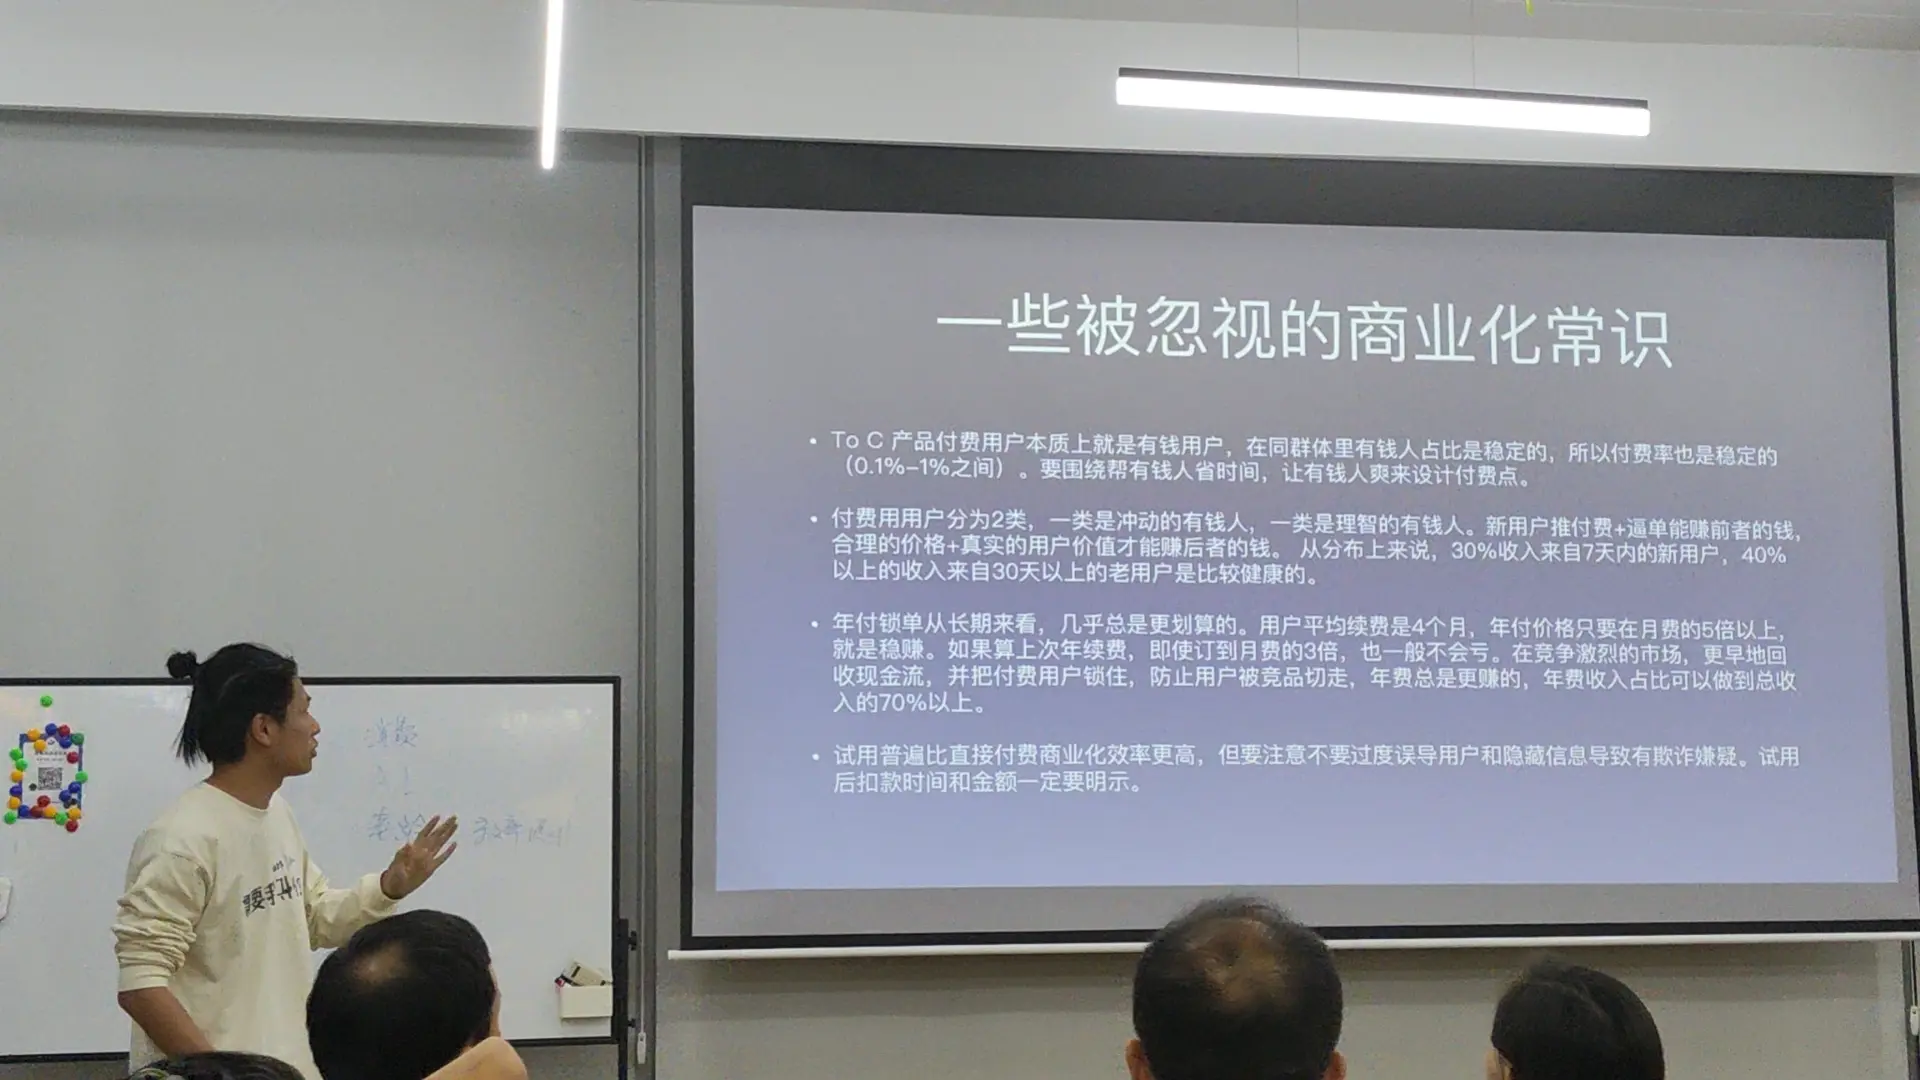 一些被忽视的商业化常识
• To C 产品付费用户本质上就是有钱用户，在同群体里有钱人占比是稳定的，所以付费率也是稳定的
（0.1%-1%之间）。要围绕帮有钱人省时间，让有钱人爽来设计付费点。
• 付费用用户分为2类，一类是冲动的有钱人，一类是理智的有钱人。新用户推付费+逼单能赚前者的钱，
合理的价格+真实的用户价值才能赚后者的钱。 从分布上来说，30%收入来自7天内的新用户，40%
以上的收入来自30天以上的老用户是比较健康的。
• 年付锁单从长期来看，几乎总是更划算的。用户平均续费是4个月，年付价格只要在月费的5倍以上，
就是稳赚。如果算上次年续费，即使订到月费的3倍，也一般不会亏。在竞争激烈的市场，更早地回
收现金流，并把付费用户锁住，防止用户被竞品切走，年费总是更赚的，年费收入占比可以做到总收
入的70%以上。
• 试用普遍比直接付费商业化效率更高，但要注意不要过度误导用户和隐藏信息导致有欺诈嫌疑。试用
后扣款时间和金额一定要明示。